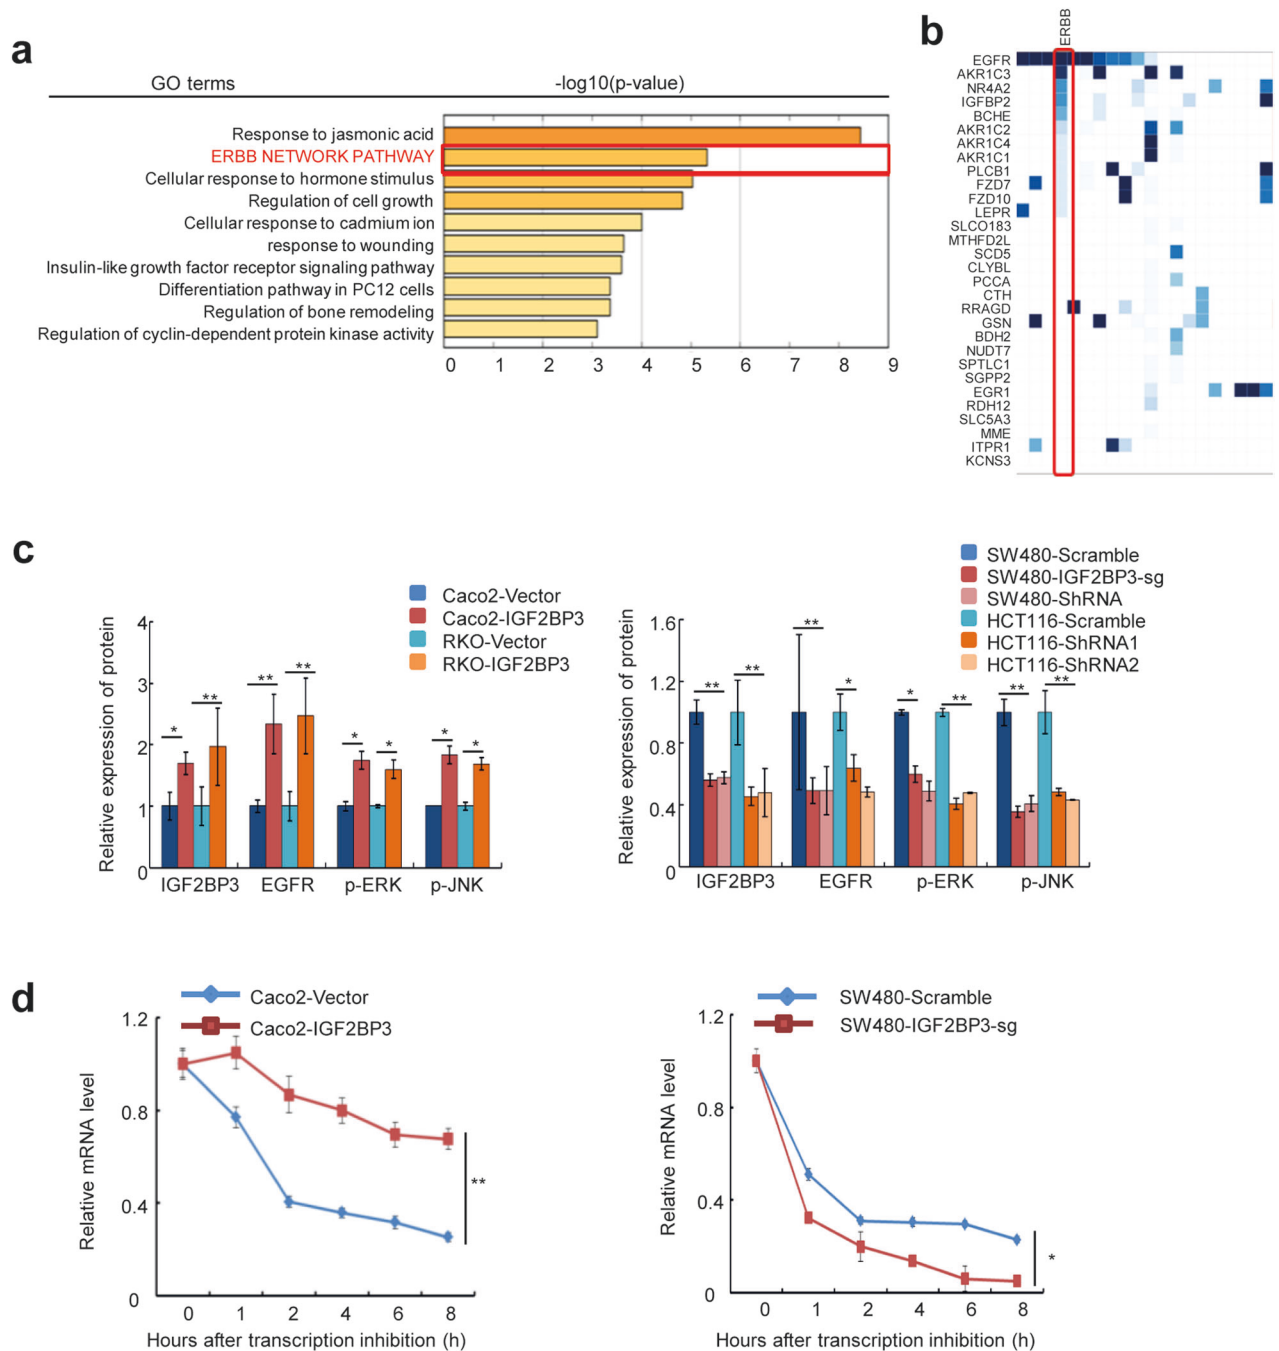 a
GO terms -log10(p-value)
Response to jasmonic acid
ERBB NETWORK PATHWAY
Cellular response to hormone stimulus
Regulation of cell growth
Cellular response to cadmium ion
response to wounding
Insulin-like growth factor receptor signaling pathway
Differentiation pathway in PC12 cells
Regulation of bone remodeling
Regulation of cyclin-dependent protein kinase activity
0 1 2 3 4 5 6 7 8 9
b
ERBB
EGFR
AKR1C3
NR4A2
IGFBP2
BCHE
AKR1C2
AKR1C4
AKR1C1
PLCB1
FZD7
FZD10
LEPR
SLCO183
MTHFD2L
SCD5
CLYBL
PCCA
CTH
RRAGD
GSN
BDH2
NUDT7
SPTLC1
SGPP2
EGR1
RDH12
SLC5A3
MME
ITPR1
KCNS3
c
Caco2-Vector
Caco2-IGF2BP3
RKO-Vector
RKO-IGF2BP3
Relative expression of protein
4
3
2
1
0
* ** ** ** * * * *
IGF2BP3 EGFR p-ERK p-JNK
SW480-Scramble
SW480-IGF2BP3-sg
SW480-ShRNA
HCT116-Scramble
HCT116-ShRNA1
HCT116-ShRNA2
Relative expression of protein
1.6
1.2
0.8
0.4
0
** ** ** * * ** ** **
IGF2BP3 EGFR p-ERK p-JNK
d
Caco2-Vector
Caco2-IGF2BP3
Relative mRNA level
1.2
0.8
0.4
0
**
0 1 2 4 6 8
Hours after transcription inhibition (h)
SW480-Scramble
SW480-IGF2BP3-sg
Relative mRNA level
1.2
0.8
0.4
0
*
0 1 2 4 6 8
Hours after transcription inhibition (h)